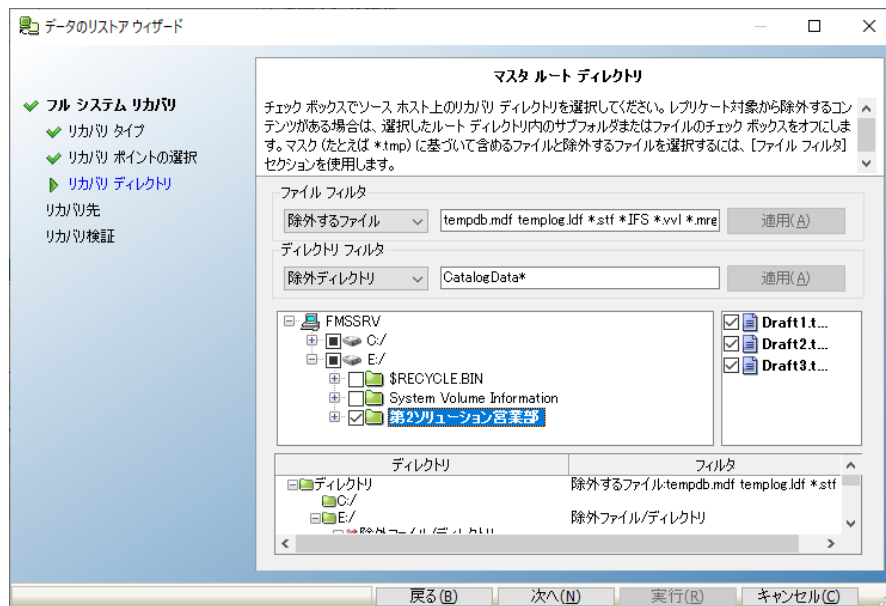 データのリストア ウィザード
フル システム リカバリ
リカバリ タイプ
リカバリ ポイントの選択
リカバリ ディレクトリ
リカバリ先
リカバリ検証
マスタ ルート ディレクトリ
チェック ボックスでソース ホスト上のリカバリ ディレクトリを選択してください。レプリケート対象から除外するコン
テンツがある場合は、選択したルート ディレクトリ内のサブフォルダまたはファイルのチェック ボックスをオフにしま
す。マスク (たとえば *.tmp) に基づいて含めるファイルと除外するファイルを選択するには、[ファイル フィルタ]
セクションを使用します。
ファイル フィルタ
除外するファイル
tempdb.mdf templog.ldf *.stf *.IFS *.vvl *.mrg
適用(A)
ディレクトリ フィルタ
除外ディレクトリ
CatalogData*
適用(A)
FMSSRV
C:/
E:/
$RECYCLE.BIN
System Volume Information
第2ソリューション営業部
Draft1.t...
Draft2.t...
Draft3.t...
ディレクトリ
フィルタ
ディレクトリ
除外するファイル:tempdb.mdf templog.ldf *.stf
C:/
E:/
除外ファイル/ディレクトリ
戻る(B)
次へ(N)
実行(R)
キャンセル(C)